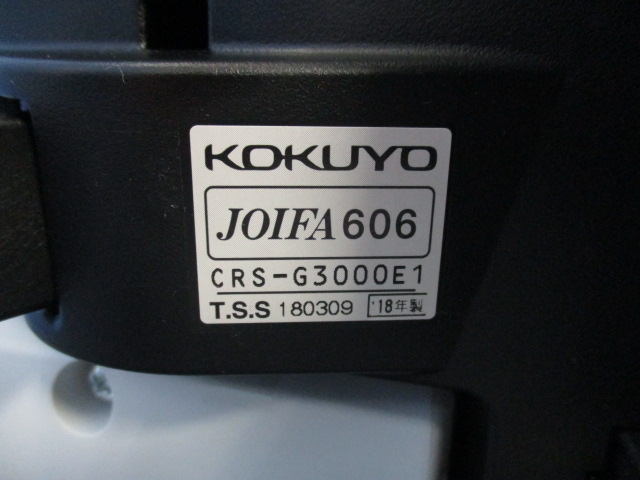 KOKUYO
JOIFA 606
CRS-G3000E1
T.S.S 180309 '18年製